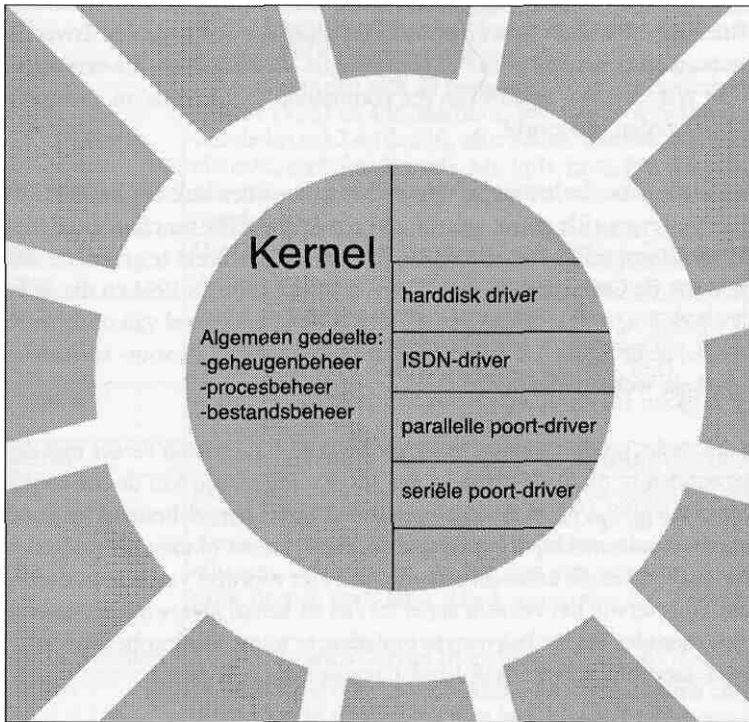 Kernel
Algemeen gedeelte:
-geheugenbeheer
-procesbeheer
-bestandsbeheer
harddisk driver
ISDN-driver
parallelle poort-driver
seriële poort-driver